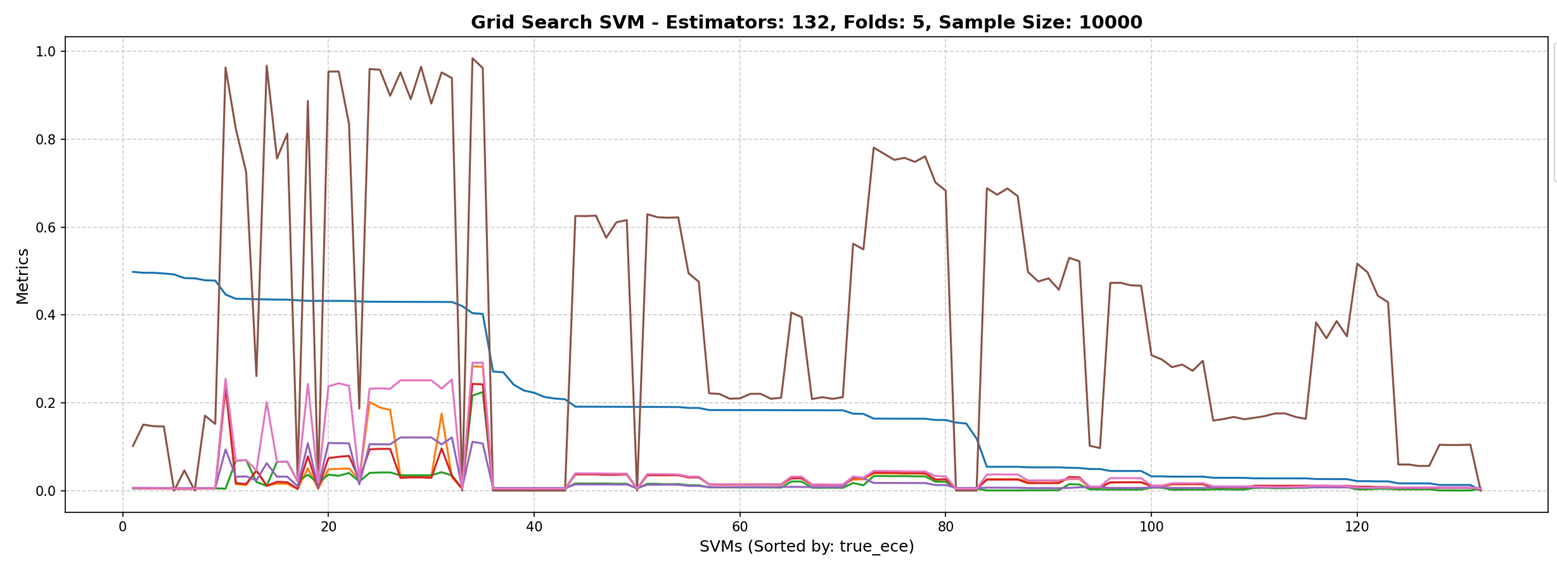 Grid Search SVM - Estimators: 132, Folds: 5, Sample Size: 10000
Metrics
1.0
0.8
0.6
0.4
0.2
0.0
0 20 40 60 80 100 120
SVMs (Sorted by: true_ece)